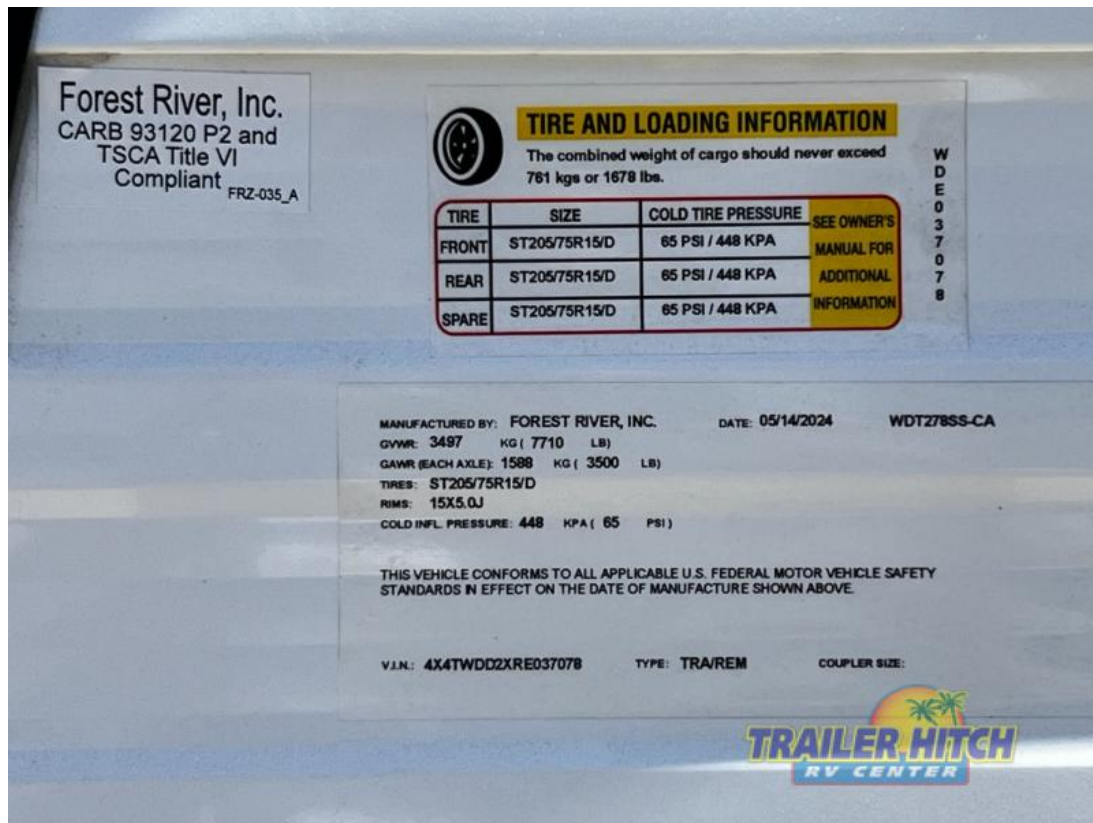 Forest River, Inc.
CARB 93120 P2 and
TSCA Title VI
Compliant FRZ-035_A
TIRE AND LOADING INFORMATION
The combined weight of cargo should never exceed
761 kgs or 1678 lbs.
TIRE SIZE COLD TIRE PRESSURE SEE OWNER'S
FRONT ST205/75R15/D 65 PSI / 448 KPA MANUAL FOR
REAR ST205/75R15/D 65 PSI / 448 KPA ADDITIONAL
SPARE ST205/75R15/D 65 PSI / 448 KPA INFORMATION
WDE037078
MANUFACTURED BY: FOREST RIVER, INC. DATE: 05/14/2024 WDT278SS-CA
GVWR: 3497 KG ( 7710 LB)
GAWR (EACH AXLE): 1588 KG ( 3500 LB)
TIRES: ST205/75R15/D
RIMS: 15X5.0J
COLD INFL. PRESSURE: 448 KPA ( 65 PSI )
THIS VEHICLE CONFORMS TO ALL APPLICABLE U.S. FEDERAL MOTOR VEHICLE SAFETY
STANDARDS IN EFFECT ON THE DATE OF MANUFACTURE SHOWN ABOVE.
V.I.N.: 4X4TWDD2XRE037078 TYPE: TRA/REM COUPLER SIZE:
TRAILER HITCH
RV CENTER